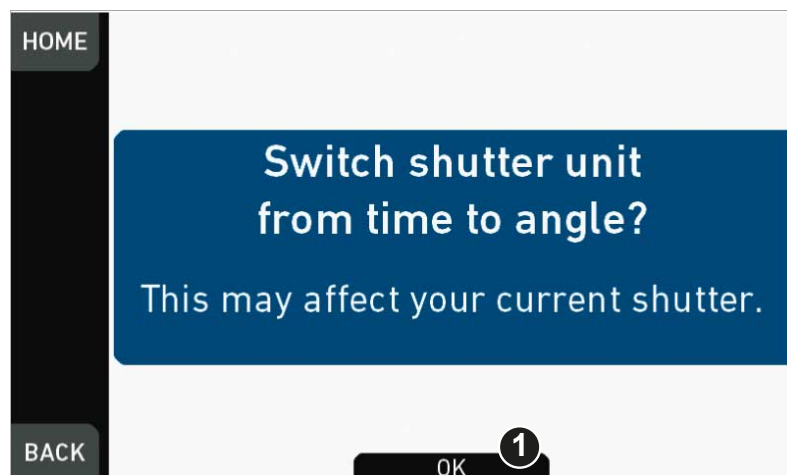 HOME
Switch shutter unit
from time to angle?
This may affect your current shutter.
BACK
OK
1